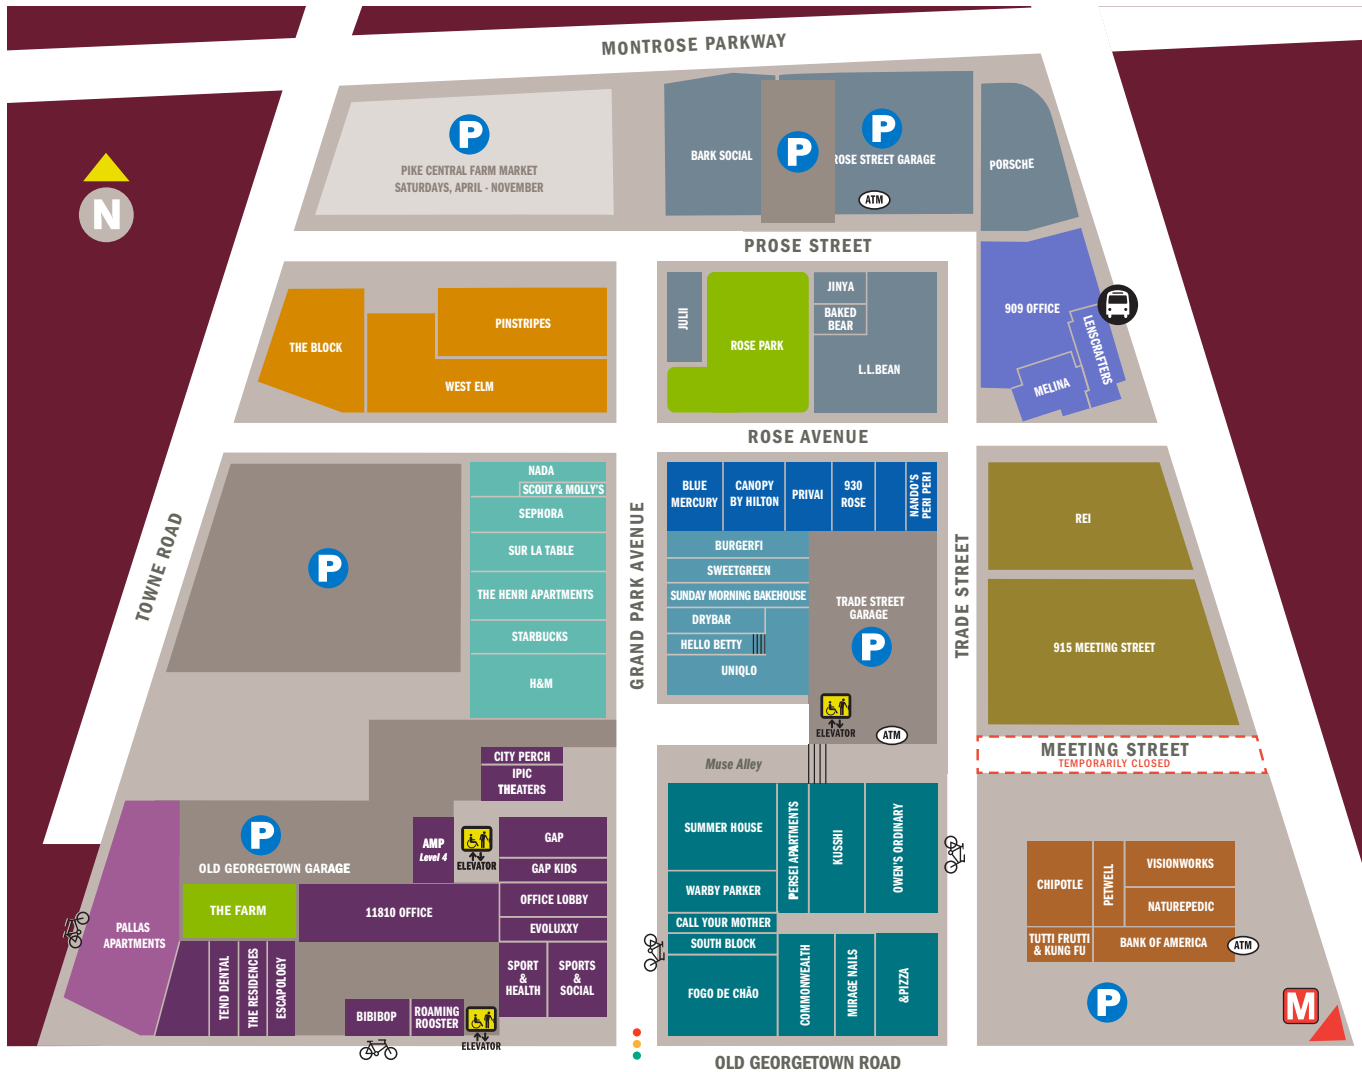 MONTROSE PARKWAY
P
PIKE CENTRAL FARM MARKET
SATURDAYS, APRIL - NOVEMBER
BARK SOCIAL
P
P
ROSE STREET GARAGE
ATM
PORSCHE
N
PROSE STREET
THE BLOCK
PINSTRIPES
WEST ELM
JULII
ROSE PARK
JINYA
BAKED
BEAR
L.L.BEAN
909 OFFICE
LENSCRAFTERS
MELINA
ROSE AVENUE
TOWNE ROAD
P
NADA
SCOUT & MOLLY'S
SEPHORA
SUR LA TABLE
THE HENRI APARTMENTS
STARBUCKS
H&M
GRAND PARK AVENUE
BLUE
MERCURY
CANOPY
BY HILTON
PRIVAI
930
ROSE
NANDO'S
PERI PERI
BURGERFI
SWEETGREEN
SUNDAY MORNING BAKEHOUSE
DRYBAR
HELLO BETTY
UNIQLO
TRADE STREET
GARAGE
P
ELEVATOR
ATM
TRADE STREET
REI
915 MEETING STREET
MEETING STREET
TEMPORARILY CLOSED
CITY PERCH
IPIC
THEATERS
P
OLD GEORGETOWN GARAGE
AMP
Level 4
ELEVATOR
GAP
GAP KIDS
THE FARM
11810 OFFICE
OFFICE LOBBY
EVOLUXXY
PALLAS
APARTMENTS
TEND DENTAL
THE RESIDENCES
ESCAPOLOGY
SPORT
&
HEALTH
SPORTS
&
SOCIAL
BIBIBOP
ROAMING
ROOSTER
ELEVATOR
Muse Alley
SUMMER HOUSE
PERSEI APARTMENTS
KUSSHI
OWEN'S ORDINARY
WARBY PARKER
CALL YOUR MOTHER
SOUTH BLOCK
FOGO DE CHÃO
COMMONWEALTH
MIRAGE NAILS
&PIZZA
CHIPOTLE
PETWELL
VISIONWORKS
NATUREPEDIC
TUTTI FRUTTI
& KUNG FU
BANK OF AMERICA
ATM
P
M
OLD GEORGETOWN ROAD